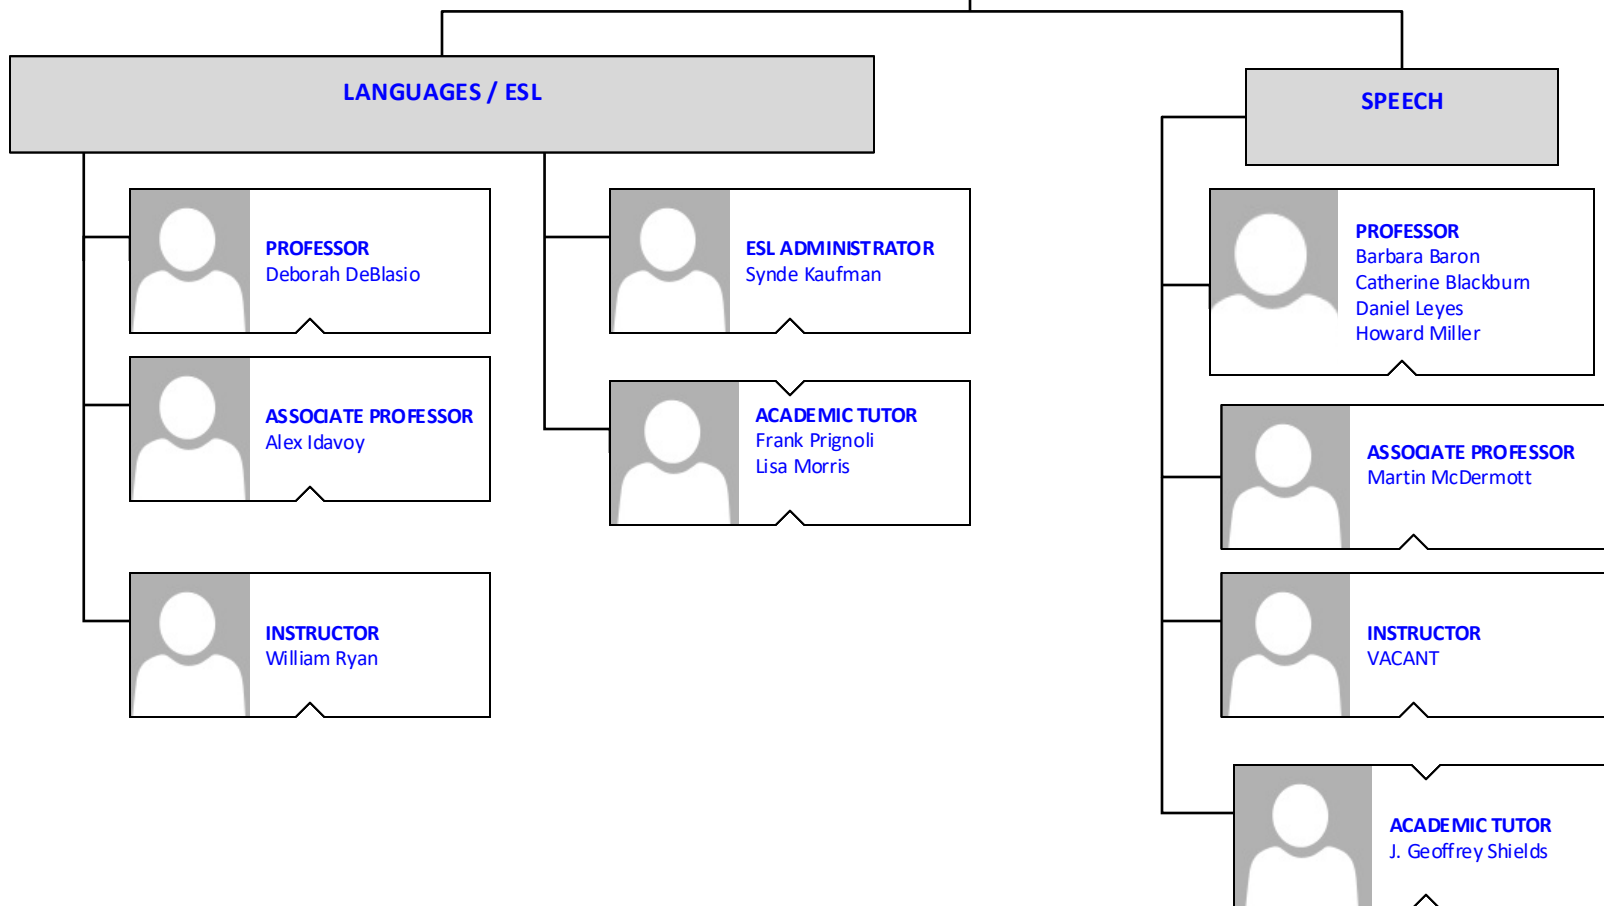 LANGUAGES / ESL
SPEECH
PROFESSOR
Deborah DeBlasio
ESL ADMINISTRATOR
Synde Kaufman
PROFESSOR
Barbara Baron
Catherine Blackburn
Daniel Leyes
Howard Miller
ASSOCIATE PROFESSOR
Alex Idavoy
ACADEMIC TUTOR
Frank Prignoli
Lisa Morris
ASSOCIATE PROFESSOR
Martin McDermott
INSTRUCTOR
William Ryan
INSTRUCTOR
VACANT
ACADEMIC TUTOR
J. Geoffrey Shields